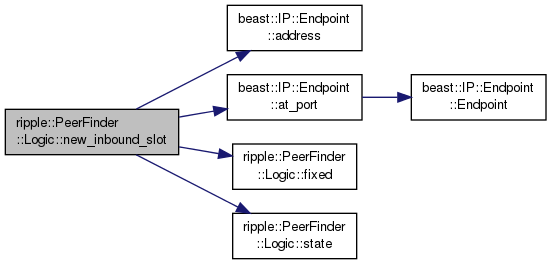 ripple::PeerFinder
::Logic::new_inbound_slot
beast::IP::Endpoint
::address
beast::IP::Endpoint
::at_port
beast::IP::Endpoint
::Endpoint
ripple::PeerFinder
::Logic::fixed
ripple::PeerFinder
::Logic::state